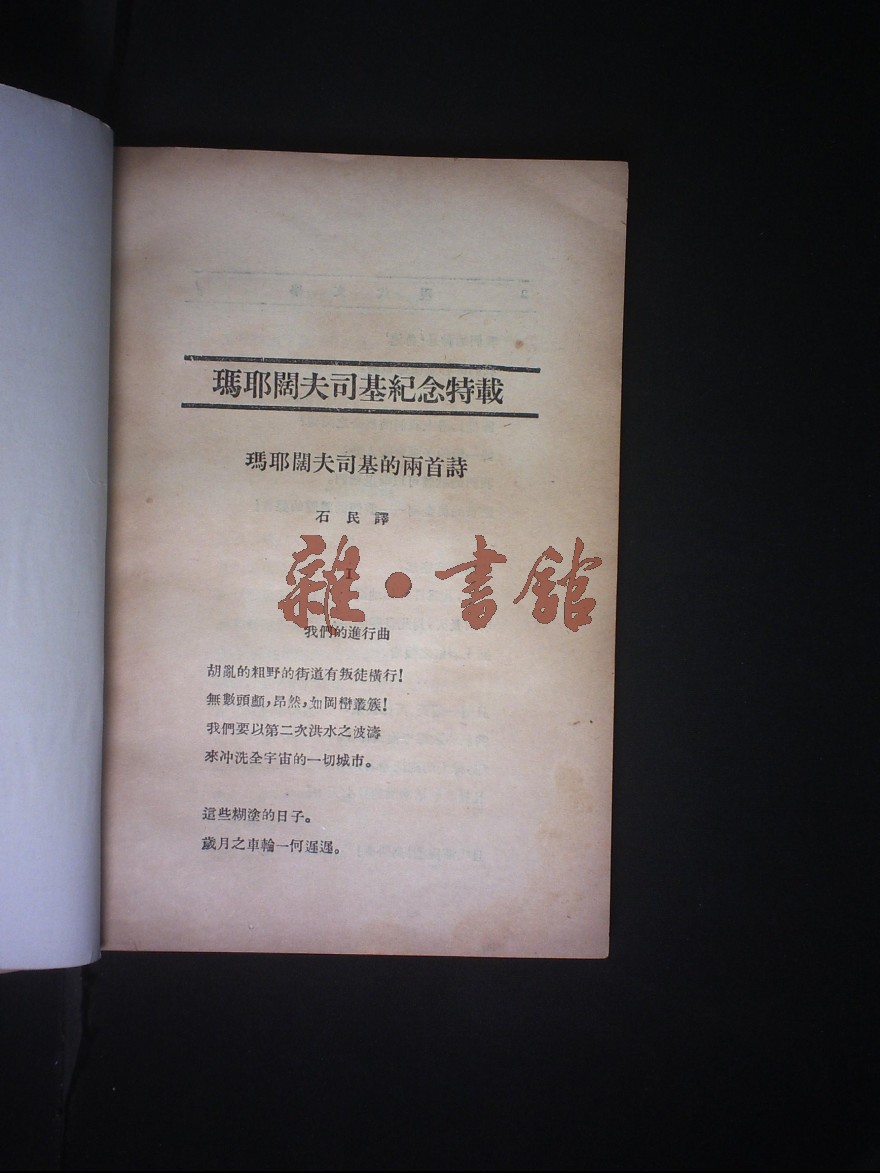 瑪耶闊夫司基紀念特載
瑪耶闊夫司基的兩首詩
石民譯
I
雜·書館
我們的進行曲
胡亂的粗野的街道有叛徒橫行！
無數頭顱，昂然，如岡巒叢簇！
我們要以第二次洪水之波濤
來冲洗全宇宙的一切城市。
這些糊塗的日子。
歲月之車輪一何遲遲。